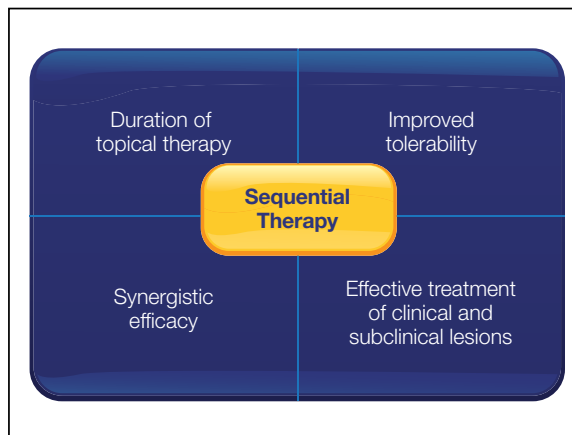 Duration of
topical therapy
Improved
tolerability
Sequential
Therapy
Synergistic
efficacy
Effective treatment
of clinical and
subclinical lesions